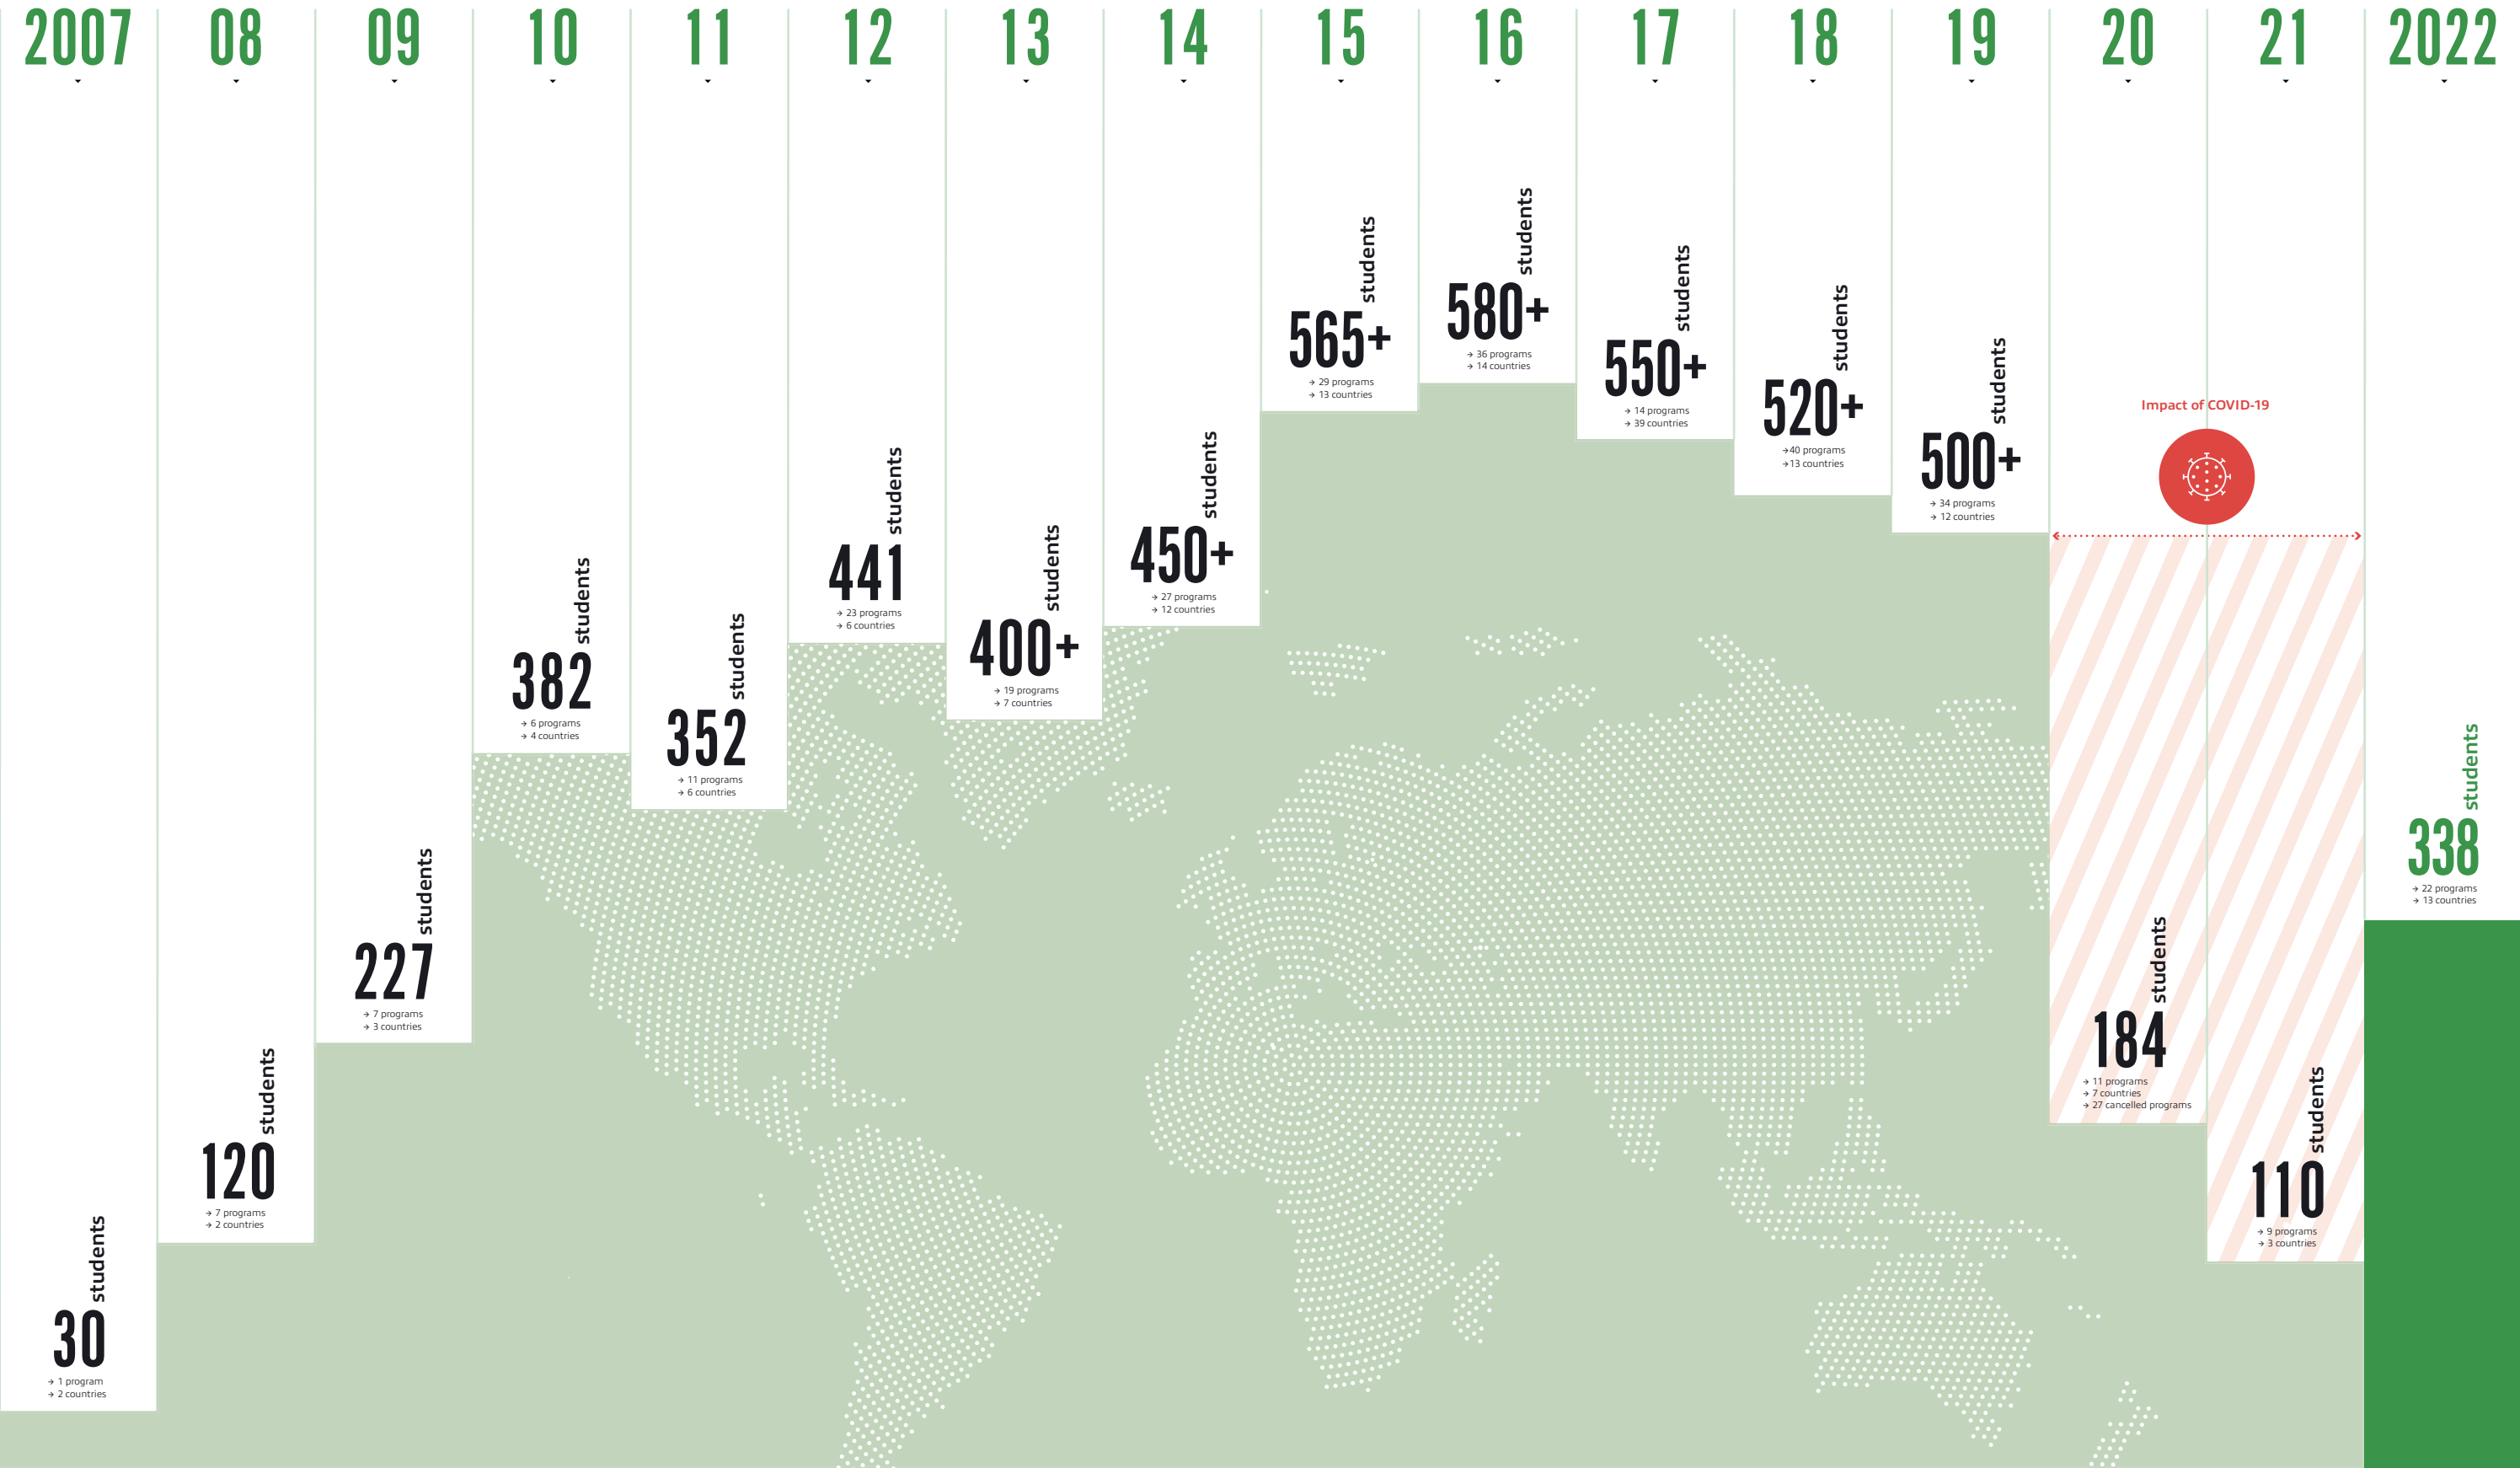 2007
08
09
10
11
12
13
14
15
16
17
18
19
20
21
2022
30 students
→ 1 program
→ 2 countries
120 students
→ 7 programs
→ 2 countries
227 students
→ 7 programs
→ 3 countries
382 students
→ 6 programs
→ 4 countries
352 students
→ 11 programs
→ 6 countries
441 students
→ 23 programs
→ 6 countries
400+ students
→ 19 programs
→ 7 countries
450+ students
→ 27 programs
→ 12 countries
565+ students
→ 29 programs
→ 13 countries
580+ students
→ 36 programs
→ 14 countries
550+ students
→ 14 programs
→ 39 countries
520+ students
→40 programs
→13 countries
500+ students
→ 34 programs
→ 12 countries
Impact of COVID-19
184 students
→ 11 programs
→ 7 countries
→ 27 cancelled programs
110 students
→ 9 programs
→ 3 countries
338 students
→ 22 programs
→ 13 countries